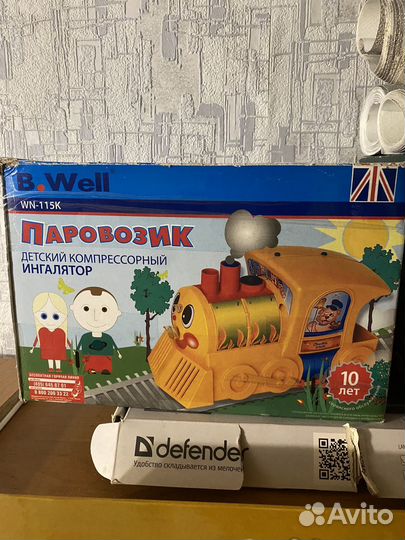 B.Well
WN-115K
ПАРОВОЗИК
ДЕТСКИЙ КОМПРЕССОРНЫЙ
ИНГАЛЯТОР
10
лет
defender
Удобство складывается из мелочей
Avito